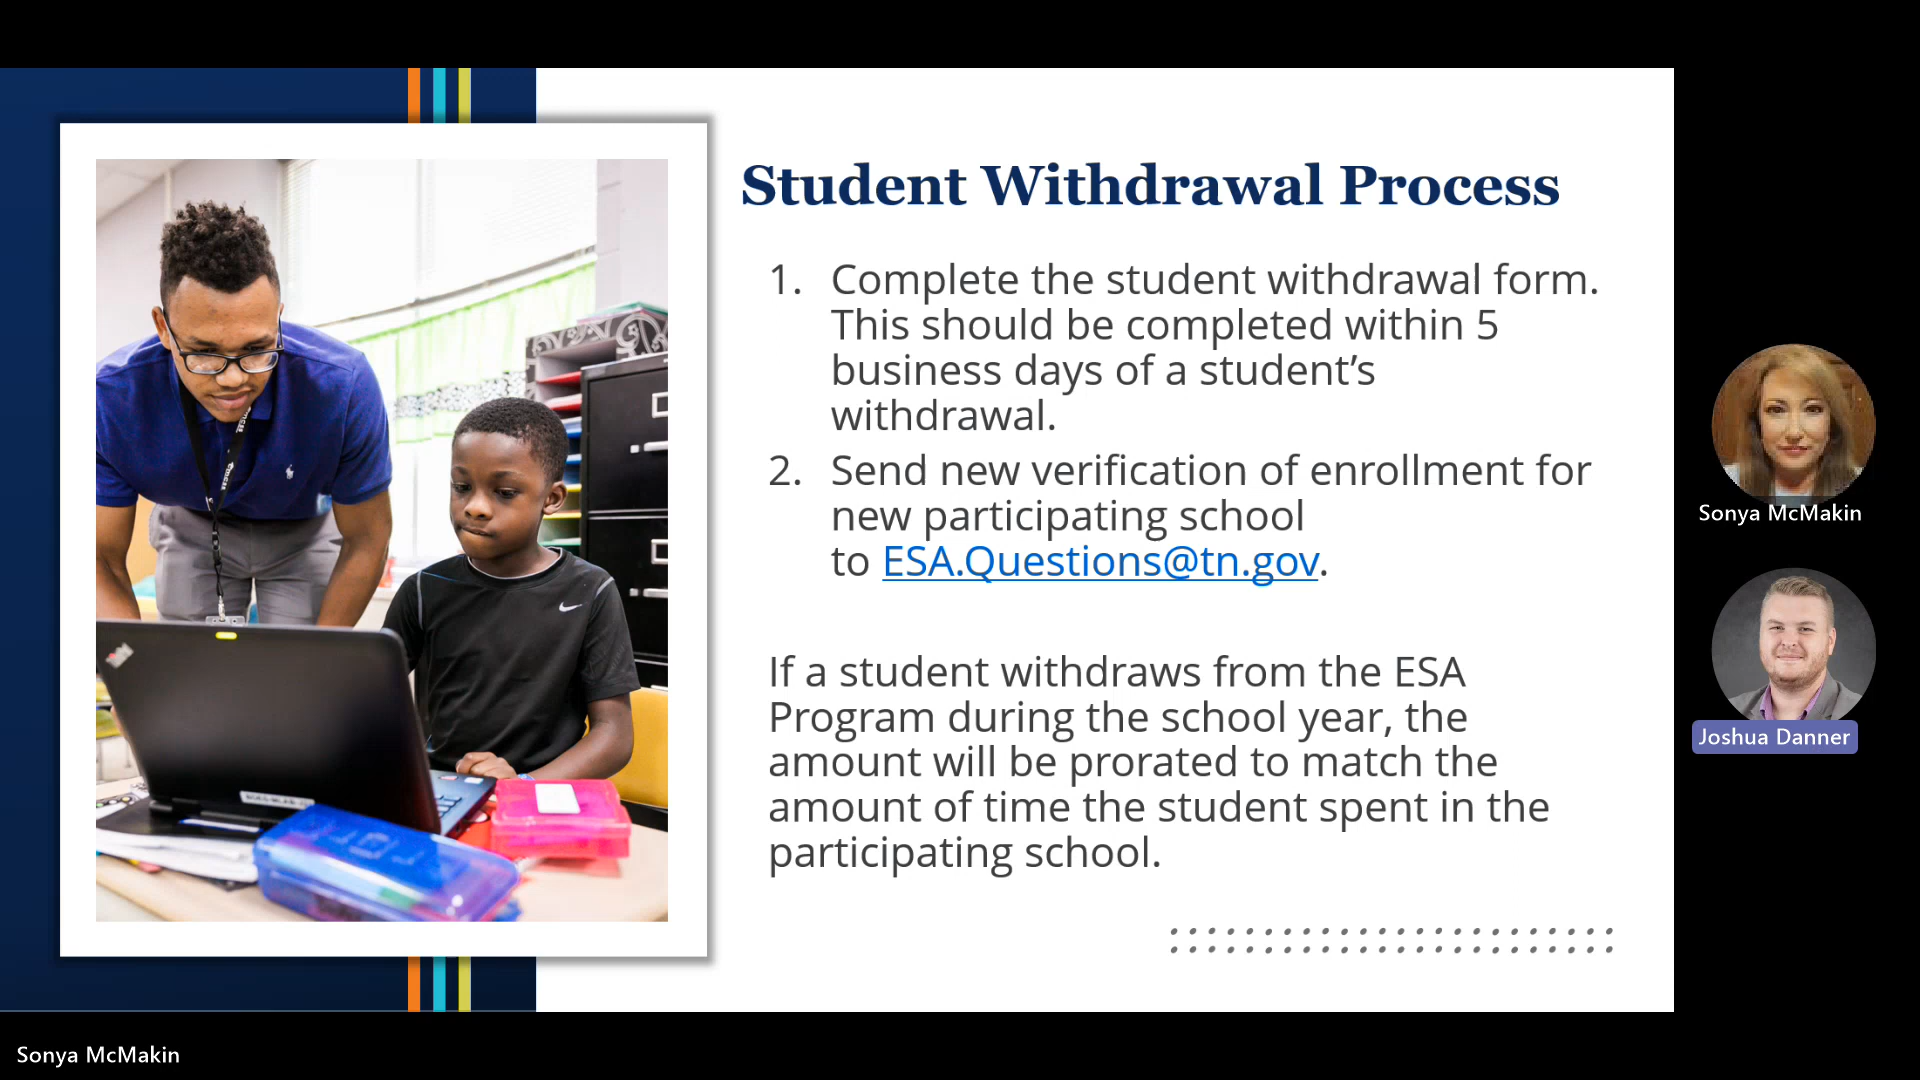 Student Withdrawal Process
1. Complete the student withdrawal form.
This should be completed within 5
business days of a student’s
withdrawal.
2. Send new verification of enrollment for
new participating school
to ESA.Questions@tn.gov.
If a student withdraws from the ESA
Program during the school year, the
amount will be prorated to match the
amount of time the student spent in the
participating school.
Sonya McMakin
Joshua Danner
Sonya McMakin